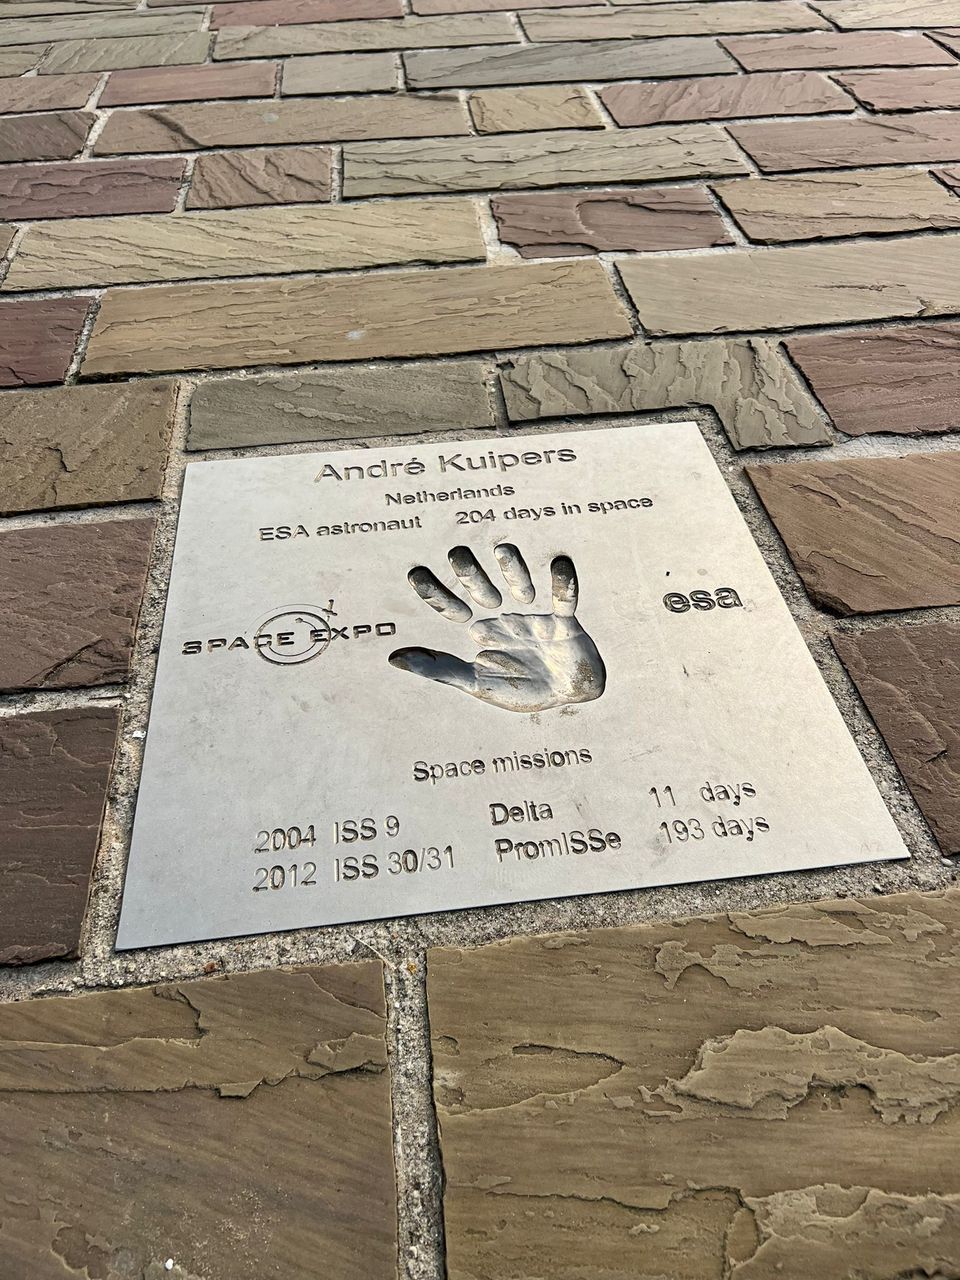 André Kuipers
Netherlands
ESA astronaut 204 days in space
SPACE EXPO
esa
Space missions
2004 ISS 9 Delta 11 days
2012 ISS 30/31 PromISSe 193 days